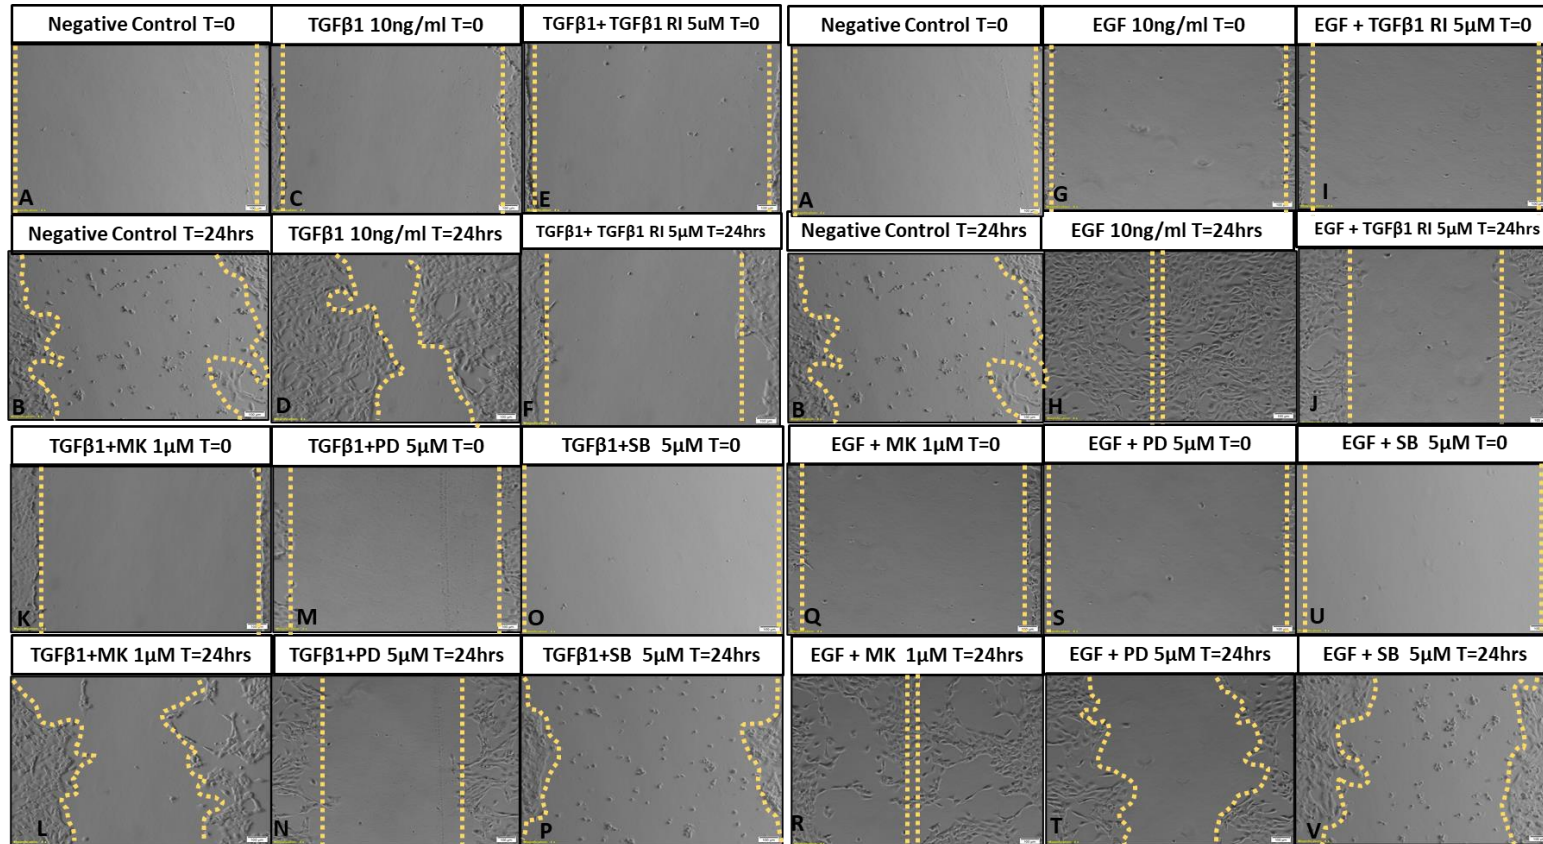 Negative Control T=0
TGFβ1 10ng/ml T=0
TGFβ1+ TGFβ1 RI 5uM T=0
Negative Control T=0
EGF 10ng/ml T=0
EGF + TGFβ1 RI 5µM T=0
A
C
E
A
G
I
Negative Control T=24hrs
TGFβ1 10ng/ml T=24hrs
TGFβ1+ TGFβ1 RI 5µM T=24hrs
Negative Control T=24hrs
EGF 10ng/ml T=24hrs
EGF + TGFβ1 RI 5µM T=24hrs
B
D
F
B
H
J
TGFβ1+MK 1µM T=0
TGFβ1+PD 5µM T=0
TGFβ1+SB 5µM T=0
EGF + MK 1µM T=0
EGF + PD 5µM T=0
EGF + SB 5µM T=0
K
M
O
Q
S
U
TGFβ1+MK 1µM T=24hrs
TGFβ1+PD 5µM T=24hrs
TGFβ1+SB 5µM T=24hrs
EGF + MK 1µM T=24hrs
EGF + PD 5µM T=24hrs
EGF + SB 5µM T=24hrs
L
N
P
R
T
V